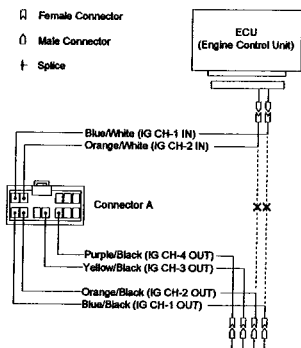 Female Connector
Male Connector
Splice
ECU
(Engine Control Unit)
Blue/White (IG CH-1 IN)
Orange/White (IG CH-2 IN)
Connector A
Purple/Black (IG CH-4 OUT)
Yellow/Black (IG CH-3 OUT)
Orange/Black (IG CH-2 OUT)
Blue/Black (IG CH-1 OUT)